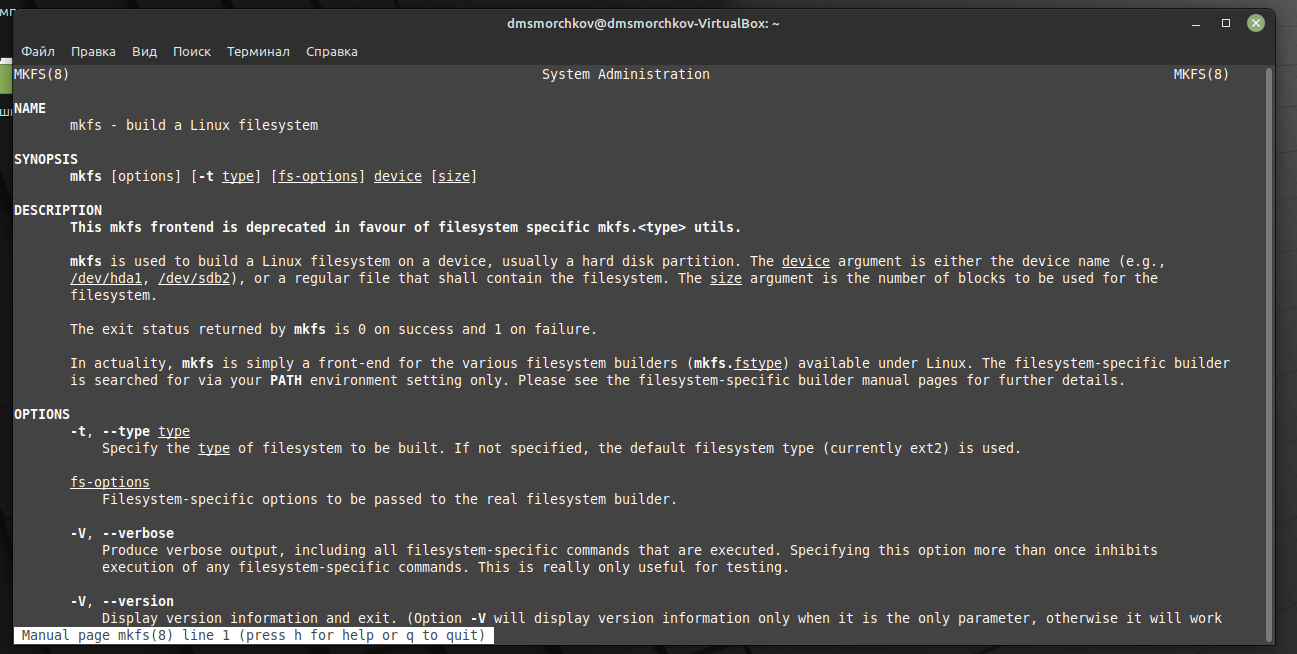 dmsmorchkov@dmsmorchkov-VirtualBox: ~
Файл Правка Вид Поиск Терминал Справка
MKFS(8) System Administration MKFS(8)
NAME
mkfs - build a Linux filesystem
SYNOPSIS
mkfs [options] [-t type] [fs-options] device [size]
DESCRIPTION
This mkfs frontend is deprecated in favour of filesystem specific mkfs.<type> utils.
mkfs is used to build a Linux filesystem on a device, usually a hard disk partition. The device argument is either the device name (e.g.,
/dev/hda1, /dev/sdb2), or a regular file that shall contain the filesystem. The size argument is the number of blocks to be used for the
filesystem.
The exit status returned by mkfs is 0 on success and 1 on failure.
In actuality, mkfs is simply a front-end for the various filesystem builders (mkfs.fstype) available under Linux. The filesystem-specific builder
is searched for via your PATH environment setting only. Please see the filesystem-specific builder manual pages for further details.
OPTIONS
-t, --type type
Specify the type of filesystem to be built. If not specified, the default filesystem type (currently ext2) is used.
fs-options
Filesystem-specific options to be passed to the real filesystem builder.
-V, --verbose
Produce verbose output, including all filesystem-specific commands that are executed. Specifying this option more than once inhibits
execution of any filesystem-specific commands. This is really only useful for testing.
-V, --version
Display version information and exit. (Option -V will display version information only when it is the only parameter, otherwise it will work
Manual page mkfs(8) line 1 (press h for help or q to quit)